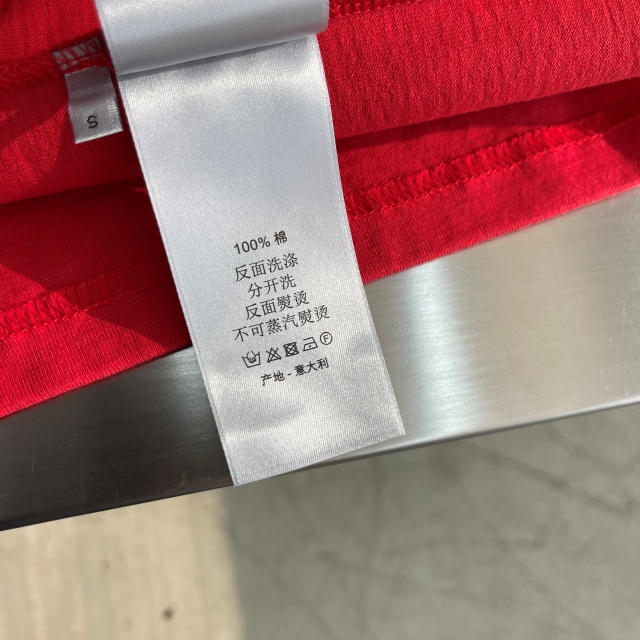 S
100% 棉
反面洗涤
分开洗
反面熨烫
不可蒸汽熨烫
F
产地 - 意大利